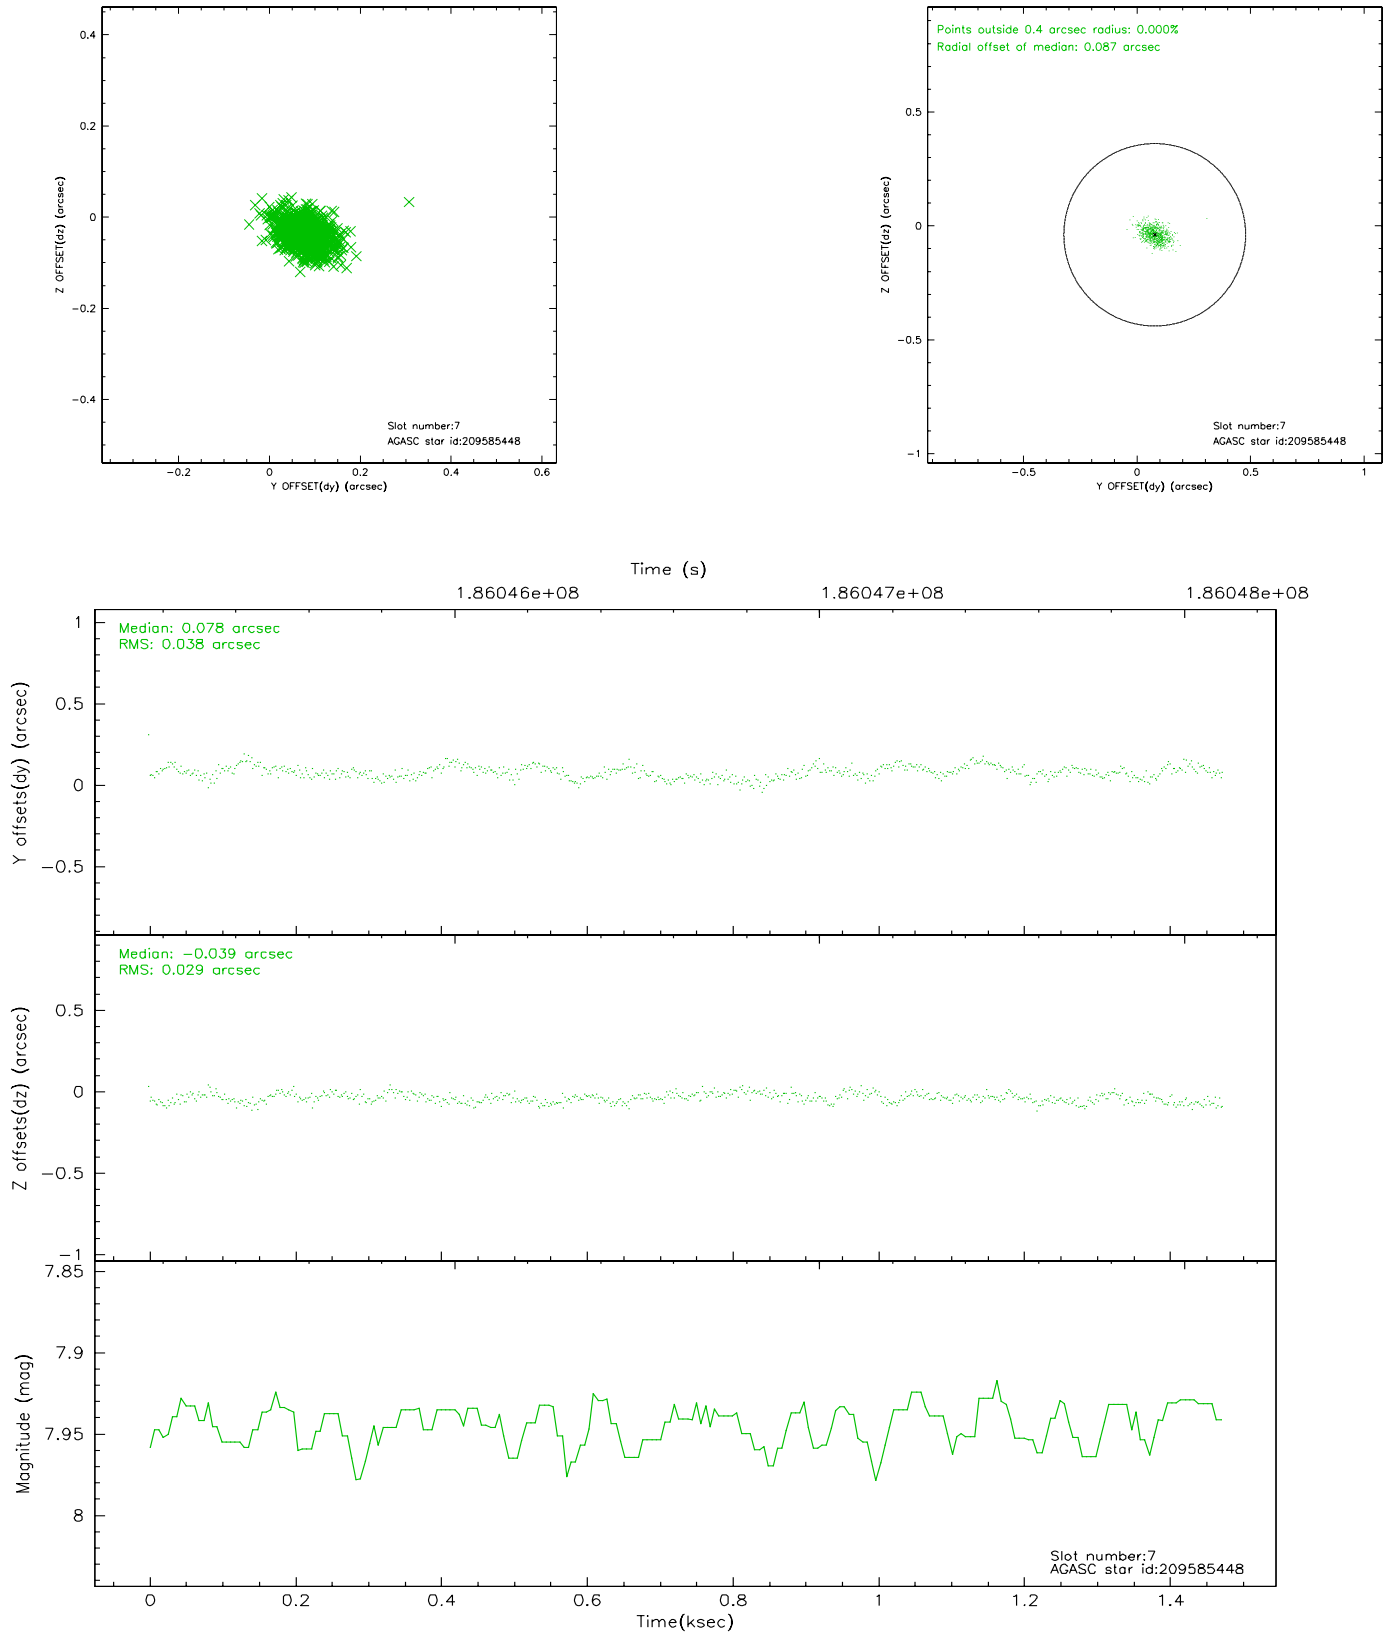 0.4
0.2
0
−0.2
−0.4
Z OFFSET(dz) (arcsec)
Slot number:7
AGASC star id:209585448
−0.2 0 0.2 0.4 0.6
Y OFFSET(dy) (arcsec)
Points outside 0.4 arcsec radius: 0.000%
Radial offset of median: 0.087 arcsec
0.5
0
−0.5
−1
Z OFFSET(dz) (arcsec)
Slot number:7
AGASC star id:209585448
−0.5 0 0.5 1
Y OFFSET(dy) (arcsec)
Time (s)
1.86046e+08 1.86047e+08 1.86048e+08
Median: 0.078 arcsec
RMS: 0.038 arcsec
1
0.5
0
−0.5
Y offsets(dy) (arcsec)
Median: −0.039 arcsec
RMS: 0.029 arcsec
0.5
0
−0.5
−1
Z offsets(dz) (arcsec)
7.85
7.9
7.95
8
Magnitude (mag)
Slot number:7
AGASC star id:209585448
0 0.2 0.4 0.6 0.8 1 1.2 1.4
Time(ksec)